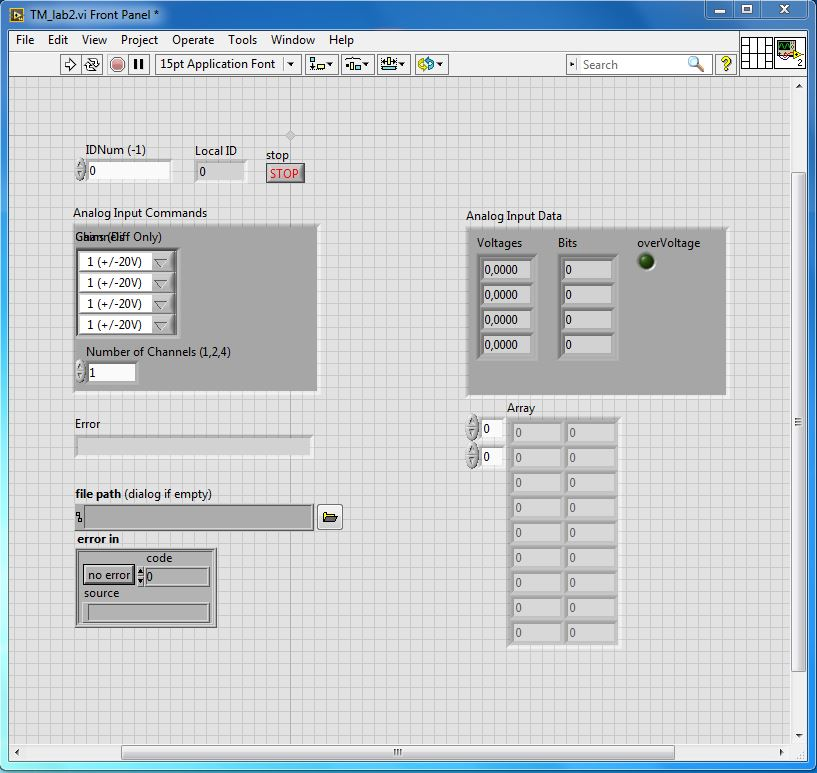 TM_lab2.vi Front Panel *
File Edit View Project Operate Tools Window Help
15pt Application Font
Search
?
2
IDNum (-1)
0
Local ID
0
stop
STOP
Analog Input Commands
(Diff Only)
1 (+/-20V)
1 (+/-20V)
1 (+/-20V)
1 (+/-20V)
Number of Channels (1,2,4)
1
Error
file path (dialog if empty)
error in
no error
code
0
source
Analog Input Data
Voltages Bits overVoltage
0,0000 0
0,0000 0
0,0000 0
0,0000 0
Array
0 0 0
0 0 0
0 0
0 0
0 0
0 0
0 0
0 0
0 0